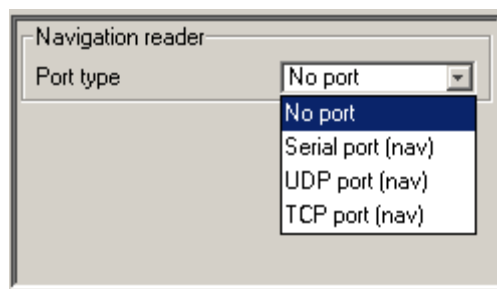 Navigation reader
Port type No port
No port
Serial port (nav)
UDP port (nav)
TCP port (nav)